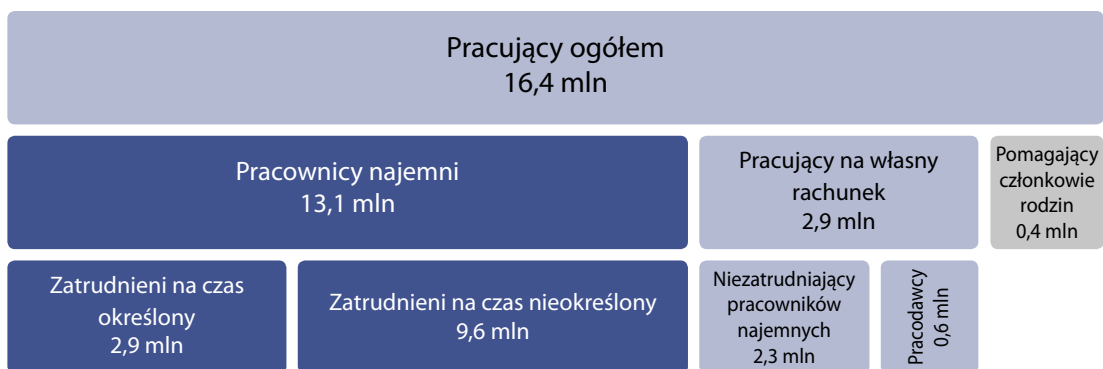 Pracujący ogółem
16,4 mln
Pracownicy najemni
13,1 mln
Pracujący na własny
rachunek
2,9 mln
Pomagający
członkowie
rodzin
0,4 mln
Zatrudnieni na czas
określony
2,9 mln
Zatrudnieni na czas nieokreślony
9,6 mln
Niezatrudniający
pracowników
najemnych
2,3 mln
Pracodawcy
0,6 mln